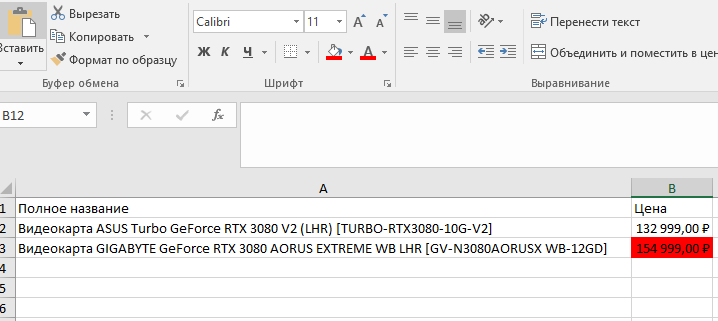 Вырезать
Копировать
Вставить
Формат по образцу
Буфер обмена
Calibri
11
Ж К Ч
Шрифт
Перенести текст
Объединить и поместить в цен
Выравнивание
B12
fx
A B
1 Полное название Цена
2 Видеокарта ASUS Turbo GeForce RTX 3080 V2 (LHR) [TURBO-RTX3080-10G-V2] 132 999,00 ₽
3 Видеокарта GIGABYTE GeForce RTX 3080 AORUS EXTREME WB LHR [GV-N3080AORUSX WB-12GD] 154 999,00 ₽
4
5
6